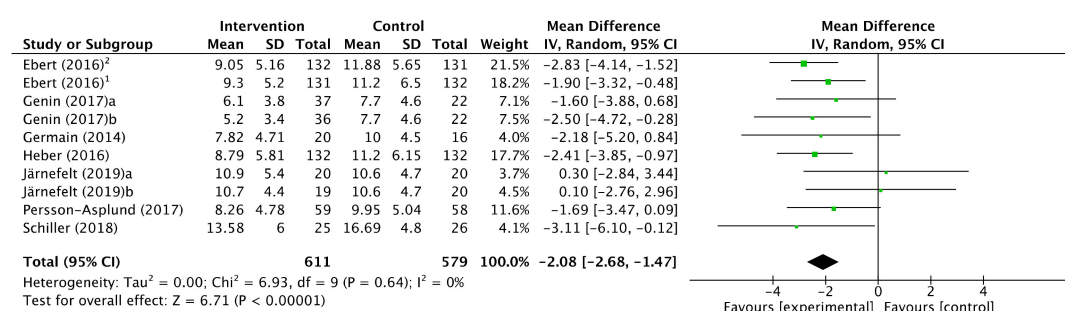 Intervention Control Mean Difference Mean Difference
Study or Subgroup Mean SD Total Mean SD Total Weight IV, Random, 95% CI IV, Random, 95% CI
Ebert (2016)² 9.05 5.16 132 11.88 5.65 131 21.5% −2.83 [−4.14, −1.52]
Ebert (2016)¹ 9.3 5.2 131 11.2 6.5 132 18.2% −1.90 [−3.32, −0.48]
Genin (2017)a 6.1 3.8 37 7.7 4.6 22 7.1% −1.60 [−3.88, 0.68]
Genin (2017)b 5.2 3.4 36 7.7 4.6 22 7.5% −2.50 [−4.72, −0.28]
Germain (2014) 7.82 4.71 20 10 4.5 16 4.0% −2.18 [−5.20, 0.84]
Heber (2016) 8.79 5.81 132 11.2 6.15 132 17.7% −2.41 [−3.85, −0.97]
Järnefelt (2019)a 10.9 5.4 20 10.6 4.7 20 3.7% 0.30 [−2.84, 3.44]
Järnefelt (2019)b 10.7 4.4 19 10.6 4.7 20 4.5% 0.10 [−2.76, 2.96]
Persson-Asplund (2017) 8.26 4.78 59 9.95 5.04 58 11.6% −1.69 [−3.47, 0.09]
Schiller (2018) 13.58 6 25 16.69 4.8 26 4.1% −3.11 [−6.10, −0.12]
Total (95% CI) 611 579 100.0% −2.08 [−2.68, −1.47]
Heterogeneity: Tau² = 0.00; Chi² = 6.93, df = 9 (P = 0.64); I² = 0%
Test for overall effect: Z = 6.71 (P < 0.00001)
−4 −2 0 2 4
Favours [experimental] Favours [control]